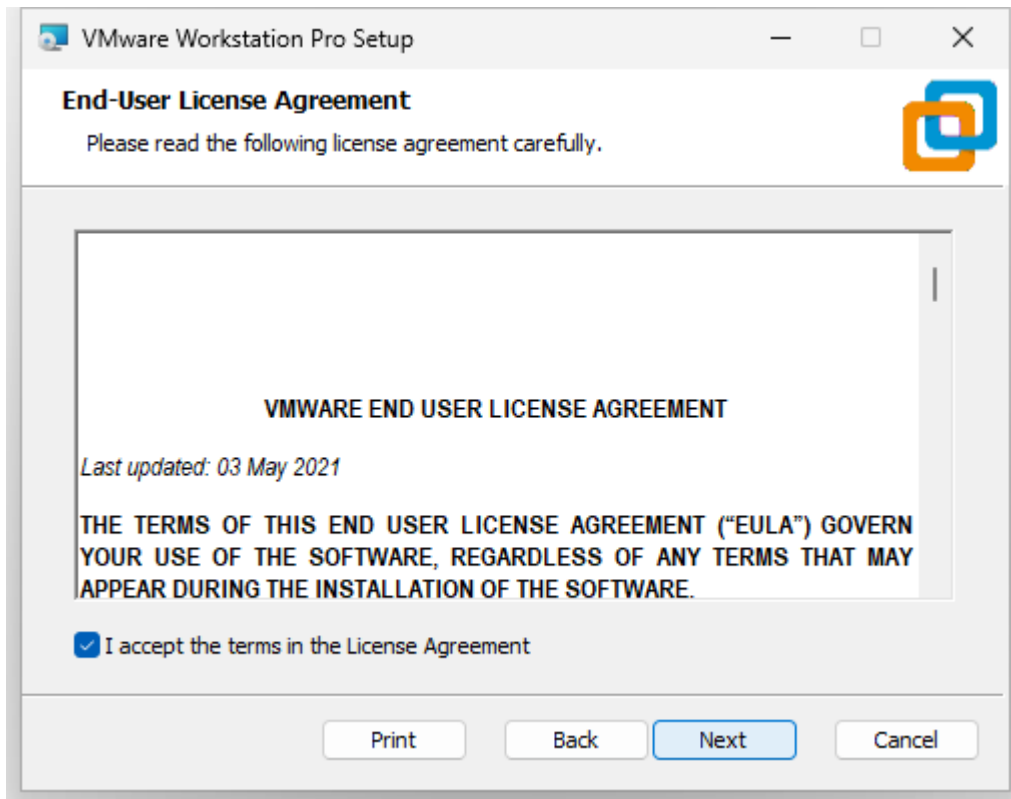 VMware Workstation Pro Setup
End-User License Agreement
Please read the following license agreement carefully.
VMWARE END USER LICENSE AGREEMENT
Last updated: 03 May 2021
THE TERMS OF THIS END USER LICENSE AGREEMENT (“EULA”) GOVERN
YOUR USE OF THE SOFTWARE, REGARDLESS OF ANY TERMS THAT MAY
APPEAR DURING THE INSTALLATION OF THE SOFTWARE.
I accept the terms in the License Agreement
Print Back Next Cancel